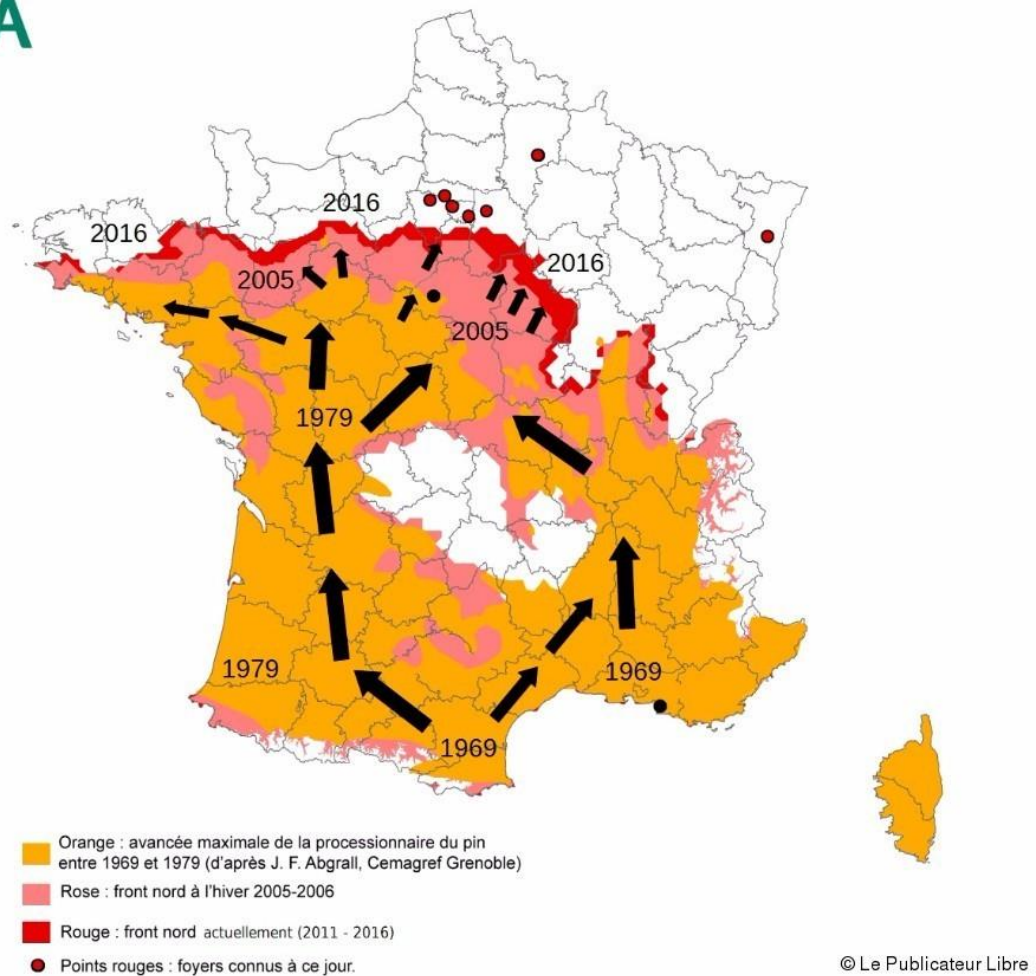 A
2016
2016
2005
2016
2005
1979
1979
1969
1969
Orange : avancée maximale de la processionnaire du pin
entre 1969 et 1979 (d'après J. F. Abgrall, Cemagref Grenoble)
Rose : front nord à l'hiver 2005-2006
Rouge : front nord actuellement (2011 - 2016)
Points rouges : foyers connus à ce jour.
© Le Publicateur Libre